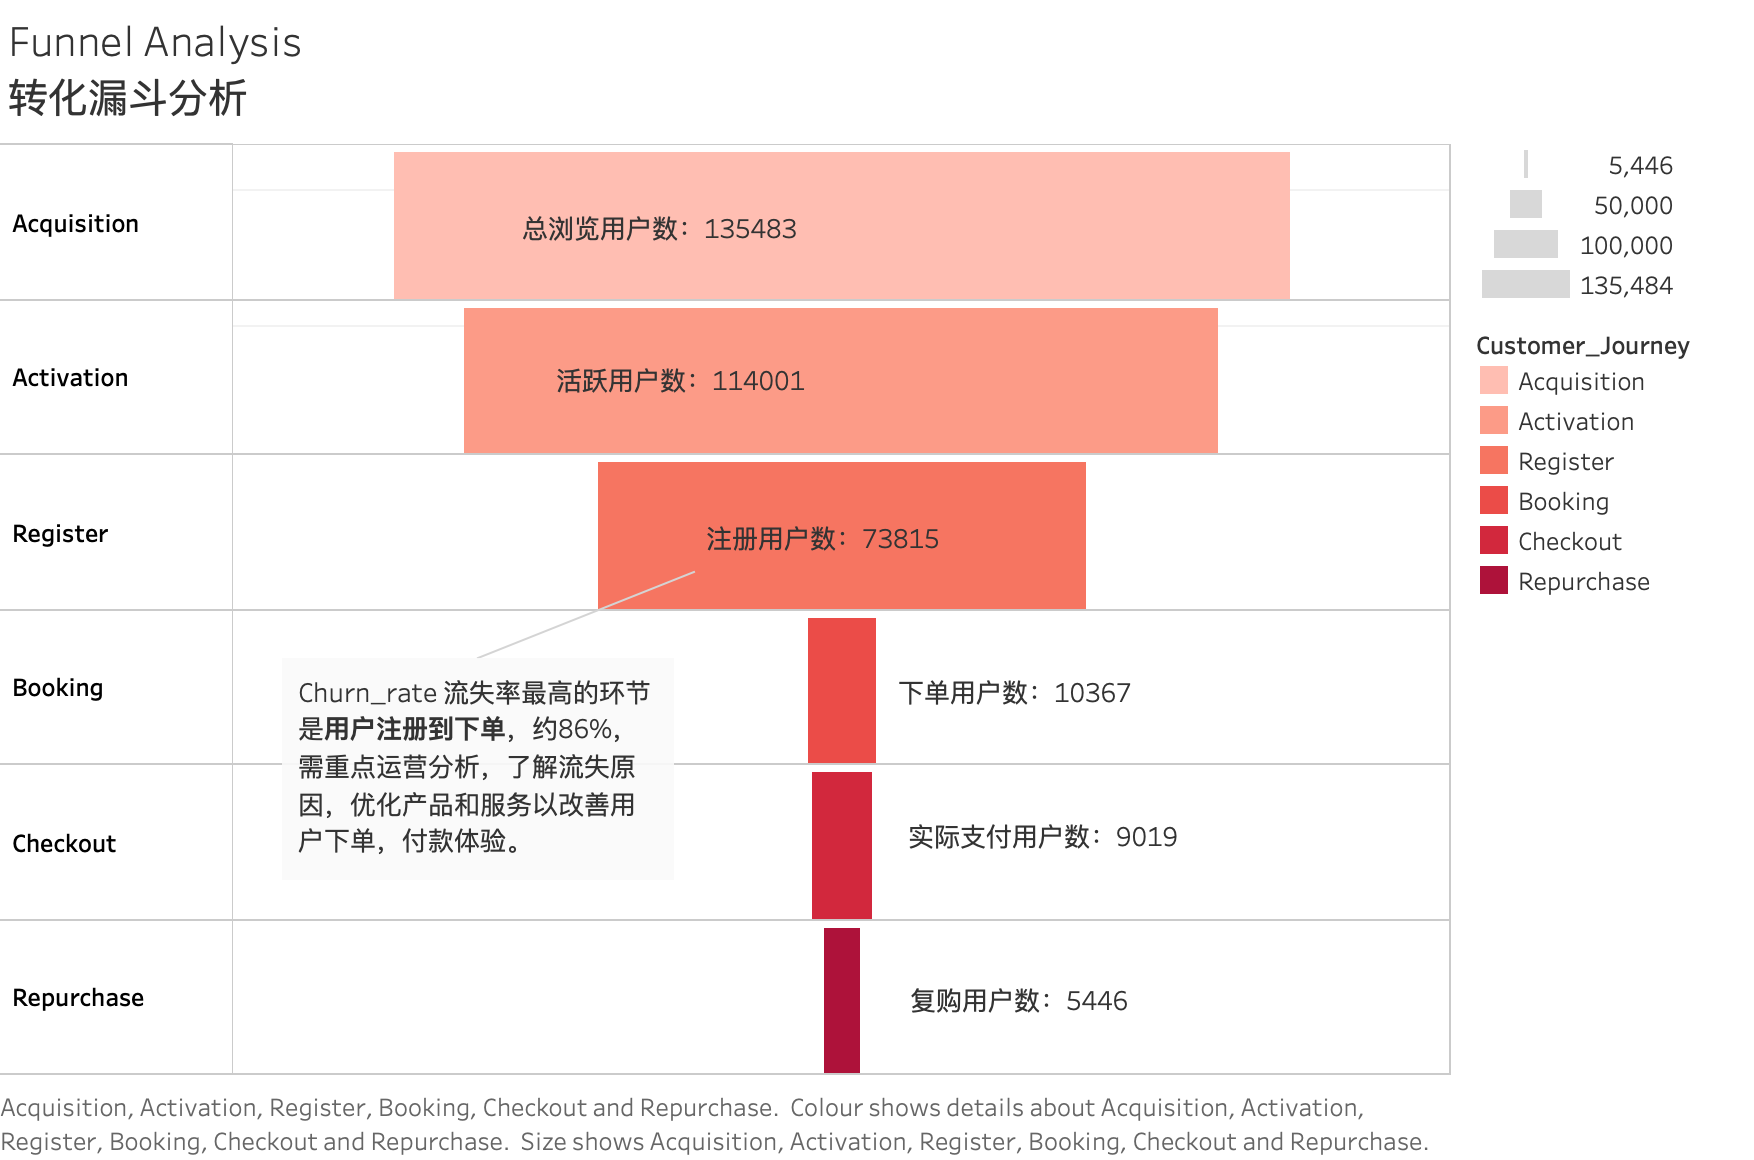 Funnel Analysis
转化漏斗分析
Acquisition
总浏览用户数：135483
Activation
活跃用户数：114001
Register
注册用户数：73815
Booking
下单用户数：10367
Churn_rate 流失率最高的环节
是用户注册到下单，约86%，
需重点运营分析，了解流失原
因，优化产品和服务以改善用
户下单，付款体验。
Checkout
实际支付用户数：9019
Repurchase
复购用户数：5446
5,446
50,000
100,000
135,484
Customer_Journey
Acquisition
Activation
Register
Booking
Checkout
Repurchase
Acquisition, Activation, Register, Booking, Checkout and Repurchase.  Colour shows details about Acquisition, Activation,
Register, Booking, Checkout and Repurchase.  Size shows Acquisition, Activation, Register, Booking, Checkout and Repurchase.